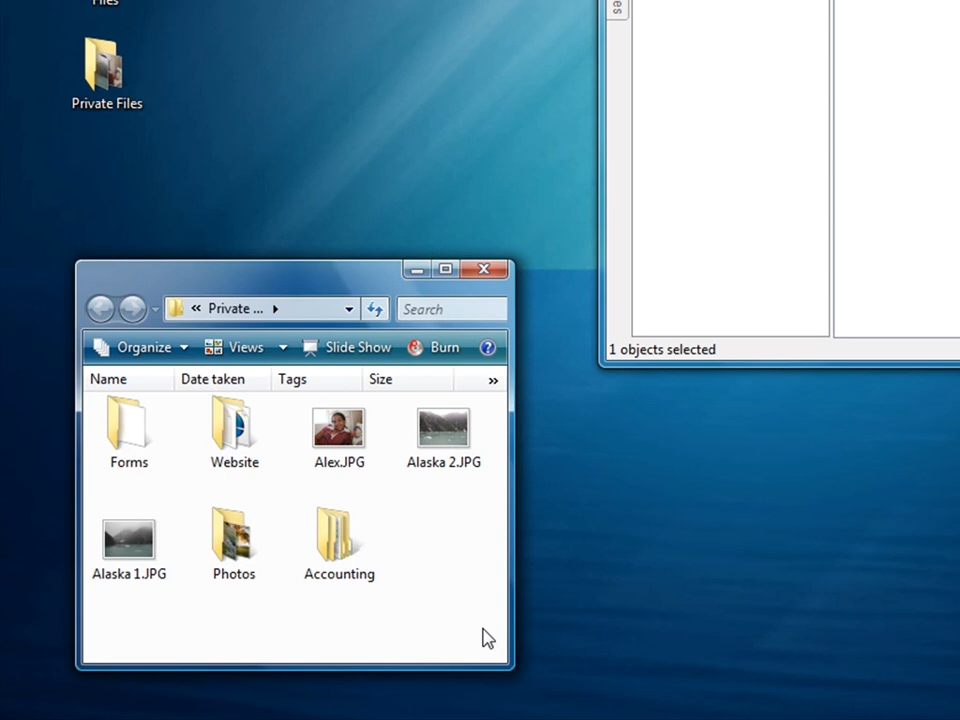 Files
Private Files
es
1 objects selected
« Private ...
Search
Organize Views Slide Show Burn ?
Name Date taken Tags Size »
Forms Website Alex.JPG Alaska 2.JPG
Alaska 1.JPG Photos Accounting